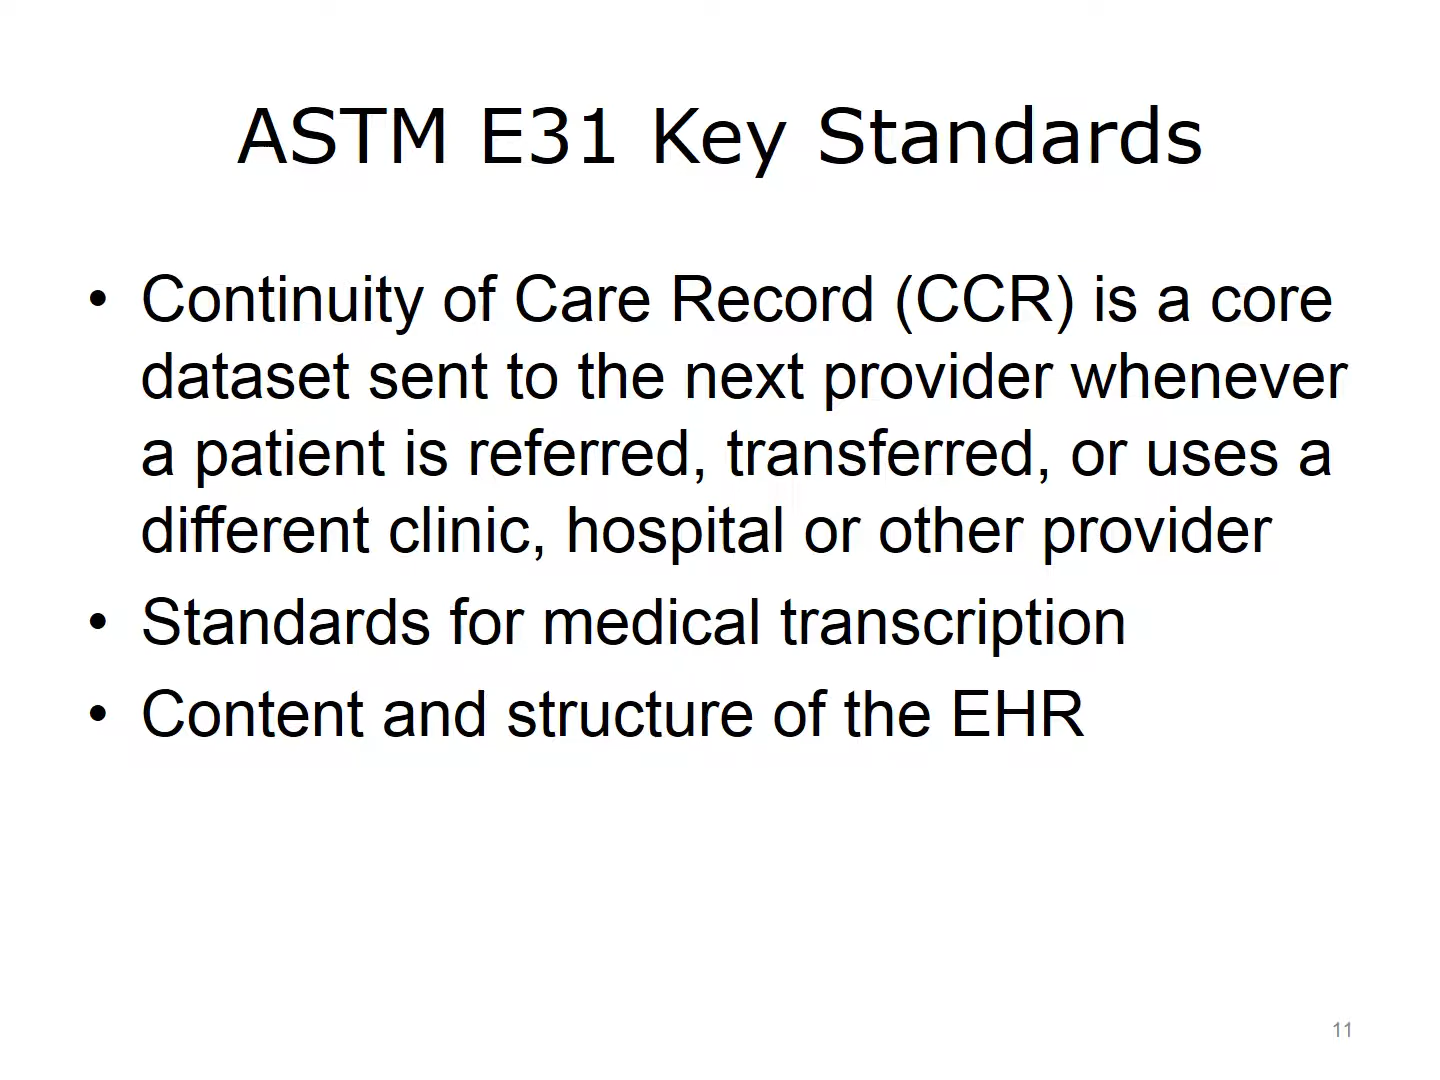 ASTM E31 Key Standards
• Continuity of Care Record (CCR) is a core
dataset sent to the next provider whenever
a patient is referred, transferred, or uses a
different clinic, hospital or other provider
• Standards for medical transcription
• Content and structure of the EHR
11